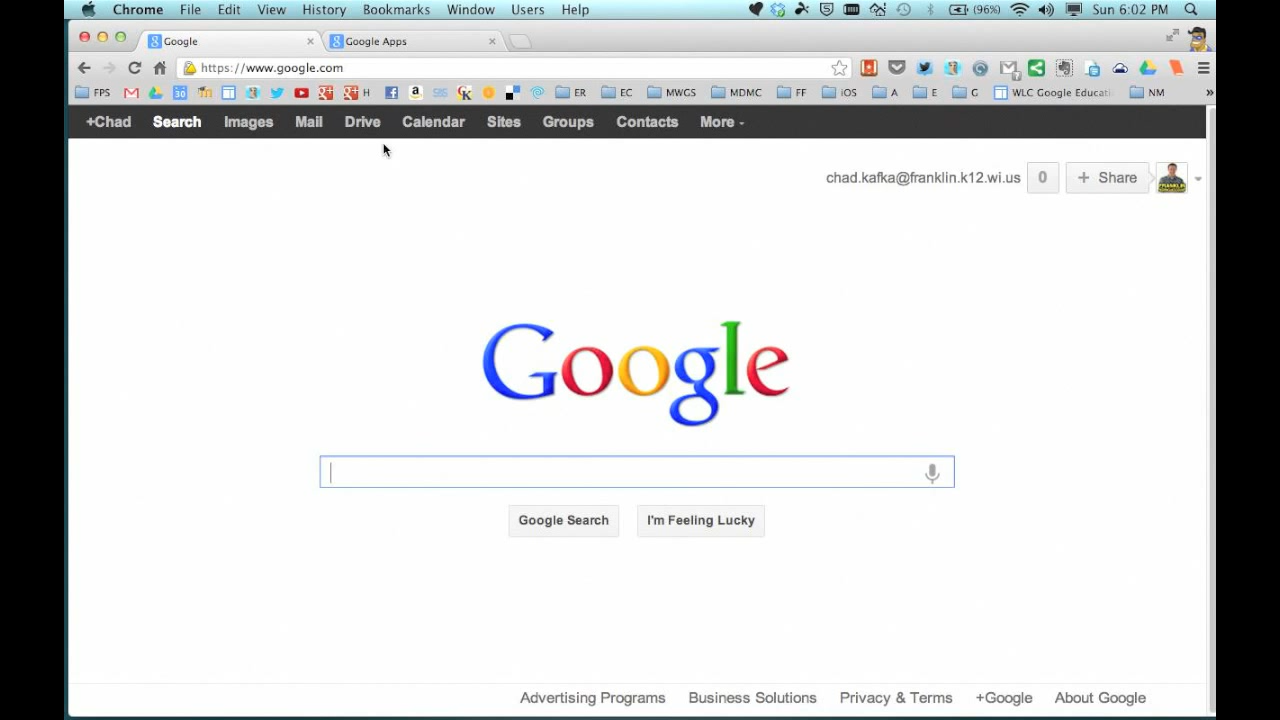 Chrome File Edit View History Bookmarks Window Users Help (96%) Sun 6:02 PM
Google Google Apps
https://www.google.com
FPS 30 H ER EC MWGS MDMC FF iOS A E G WLC Google Educati NM »
+Chad Search Images Mail Drive Calendar Sites Groups Contacts More
chad.kafka@franklin.k12.wi.us 0 + Share
Google
Google Search I'm Feeling Lucky
Advertising Programs Business Solutions Privacy & Terms +Google About Google